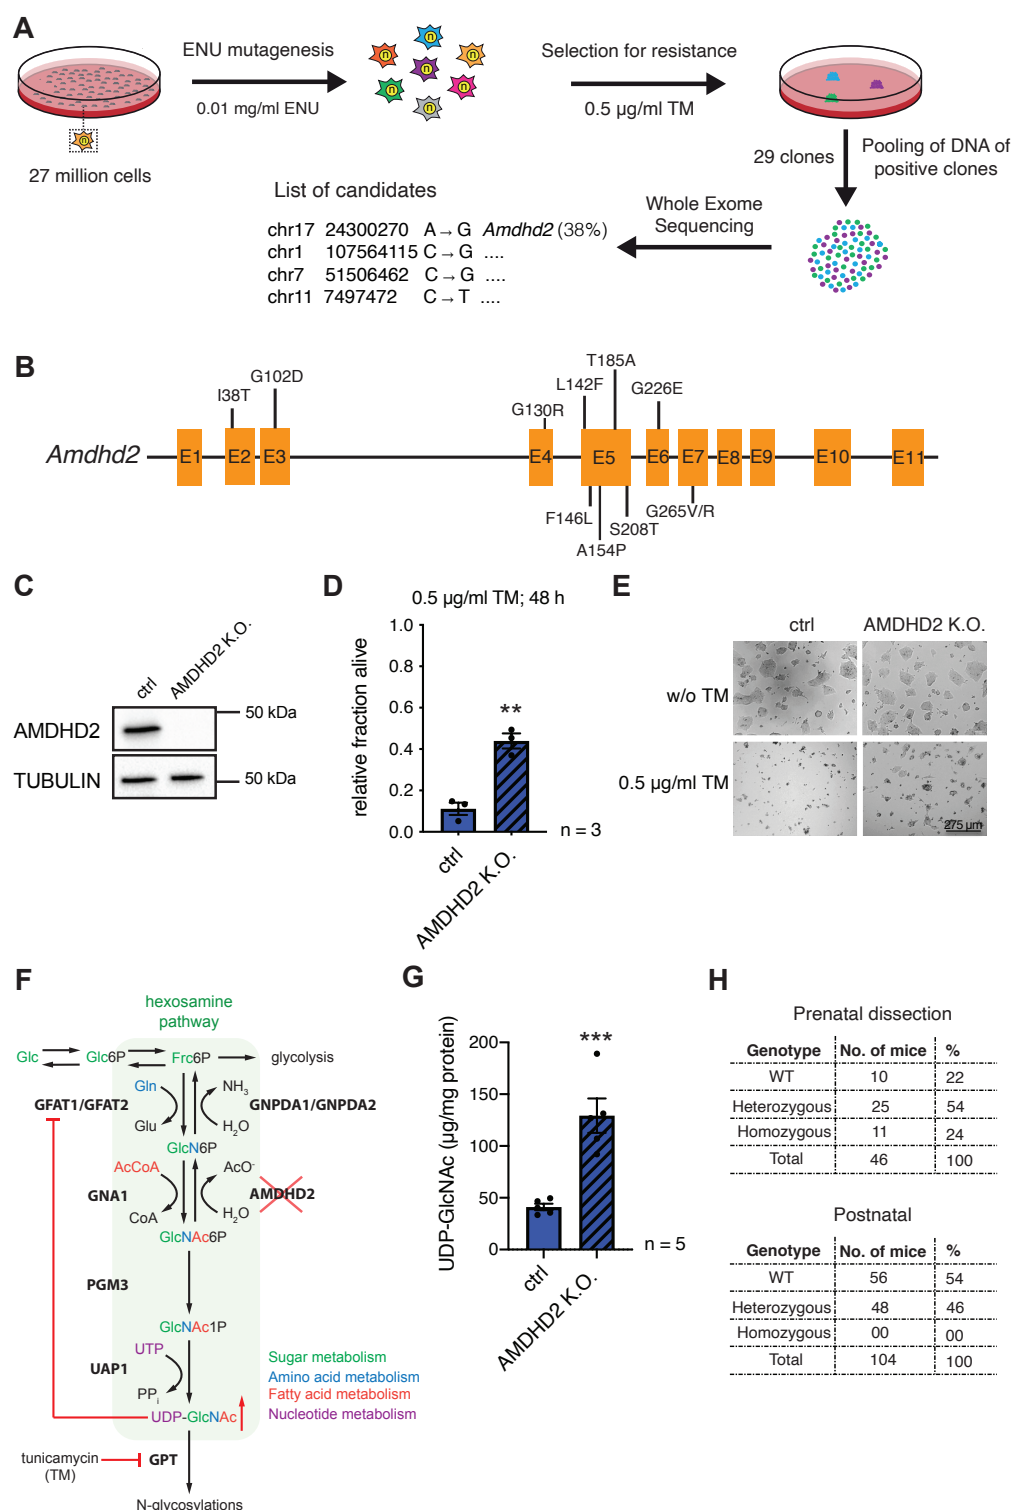 A
ENU mutagenesis
0.01 mg/ml ENU
Selection for resistance
0.5 µg/ml TM
n
n
n
n
n
n
n
n
27 million cells
29 clones
Pooling of DNA of
positive clones
Whole Exome
Sequencing
List of candidates
chr17 24300270 A→G Amdhd2 (38%)
chr1 107564115 C→G ....
chr7 51506462 C→G ....
chr11 7497472 C→T ....
B
I38T
G102D
G130R
L142F
T185A
G226E
Amdhd2
E1
E2
E3
E4
E5
E6
E7
E8
E9
E10
E11
F146L
A154P
S208T
G265V/R
C
ctrl
AMDHD2 K.O.
AMDHD2
50 kDa
TUBULIN
50 kDa
D
0.5 µg/ml TM; 48 h
relative fraction alive
1.0
0.8
0.6
0.4
0.2
0.0
**
ctrl
AMDHD2 K.O.
n = 3
E
ctrl
AMDHD2 K.O.
w/o TM
0.5 µg/ml TM
275 µm
F
hexosamine
pathway
Glc
Glc6P
Frc6P
glycolysis
Gln
NH3
GFAT1/GFAT2
GNPDA1/GNPDA2
Glu
H2O
GlcN6P
AcCoA
AcO-
GNA1
AMDHD2
CoA
H2O
GlcNAc6P
PGM3
GlcNAc1P
UTP
UAP1
PPi
UDP-GlcNAc
Sugar metabolism
Amino acid metabolism
Fatty acid metabolism
Nucleotide metabolism
tunicamycin
(TM)
GPT
N-glycosylations
G
UDP-GlcNAc (µg/mg protein)
200
150
100
50
0
***
ctrl
AMDHD2 K.O.
n = 5
H
Prenatal dissection
Genotype No. of mice %
WT 10 22
Heterozygous 25 54
Homozygous 11 24
Total 46 100
Postnatal
Genotype No. of mice %
WT 56 54
Heterozygous 48 46
Homozygous 00 00
Total 104 100